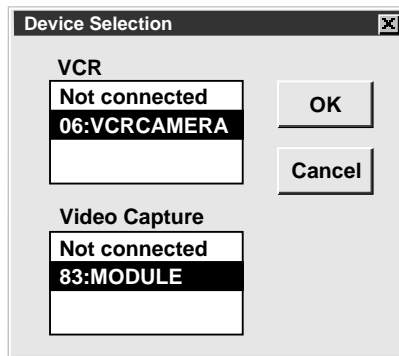 Device Selection
VCR
Not connected
06:VCRCAMERA
OK
Cancel
Video Capture
Not connected
83:MODULE